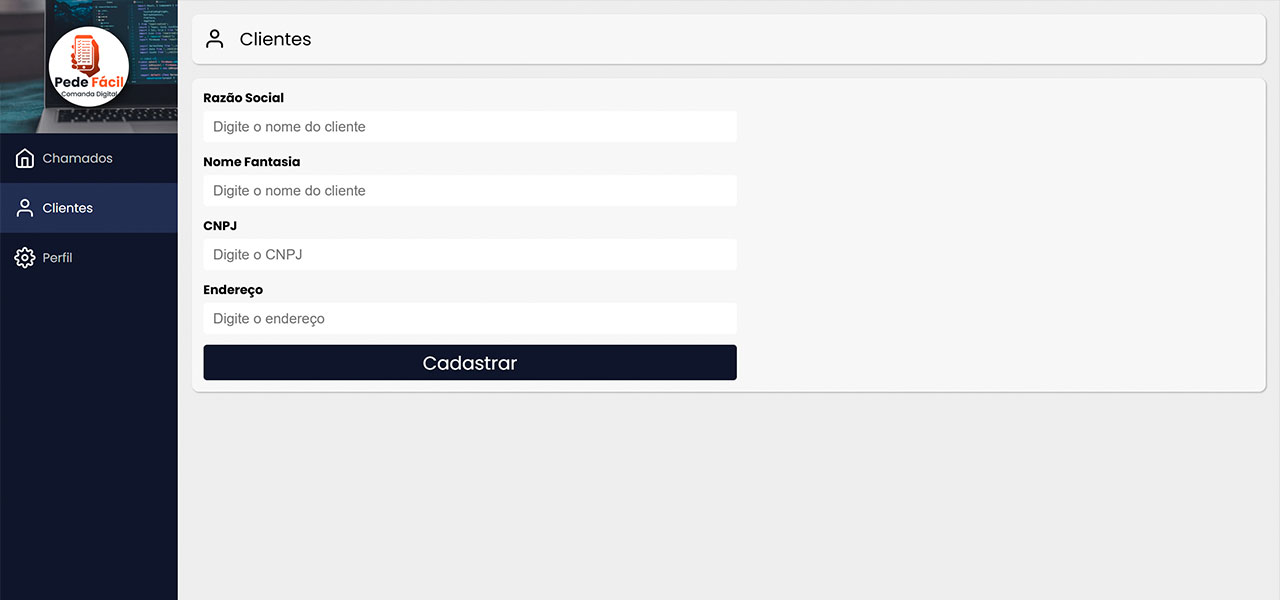 Pede Fácil
Comanda Digital
Chamados
Clientes
Perfil
Clientes
Razão Social
Digite o nome do cliente
Nome Fantasia
Digite o nome do cliente
CNPJ
Digite o CNPJ
Endereço
Digite o endereço
Cadastrar